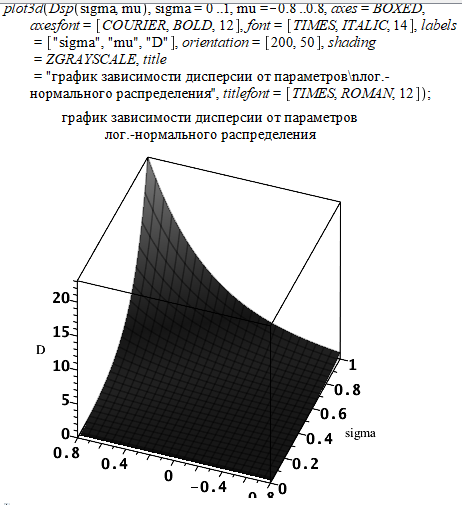 plot3d(Dsp(sigma, mu), sigma = 0 ..1, mu =−0.8 ..0.8, axes = BOXED,
axesfont = [COURIER, BOLD, 12], font = [TIMES, ITALIC, 14], labels
= ["sigma", "mu", "D"], orientation = [200, 50], shading
= ZGRAYSCALE, title
= "график зависимости дисперсии от параметров\nлог.-
нормального распределения", titlefont = [TIMES, ROMAN, 12]);
график зависимости дисперсии от параметров
лог.-нормального распределения
20
15
D
10
5
0
0.8
0.4
0
−0.4
0.8
0
0.2
0.4
sigma
0.6
0.8
1